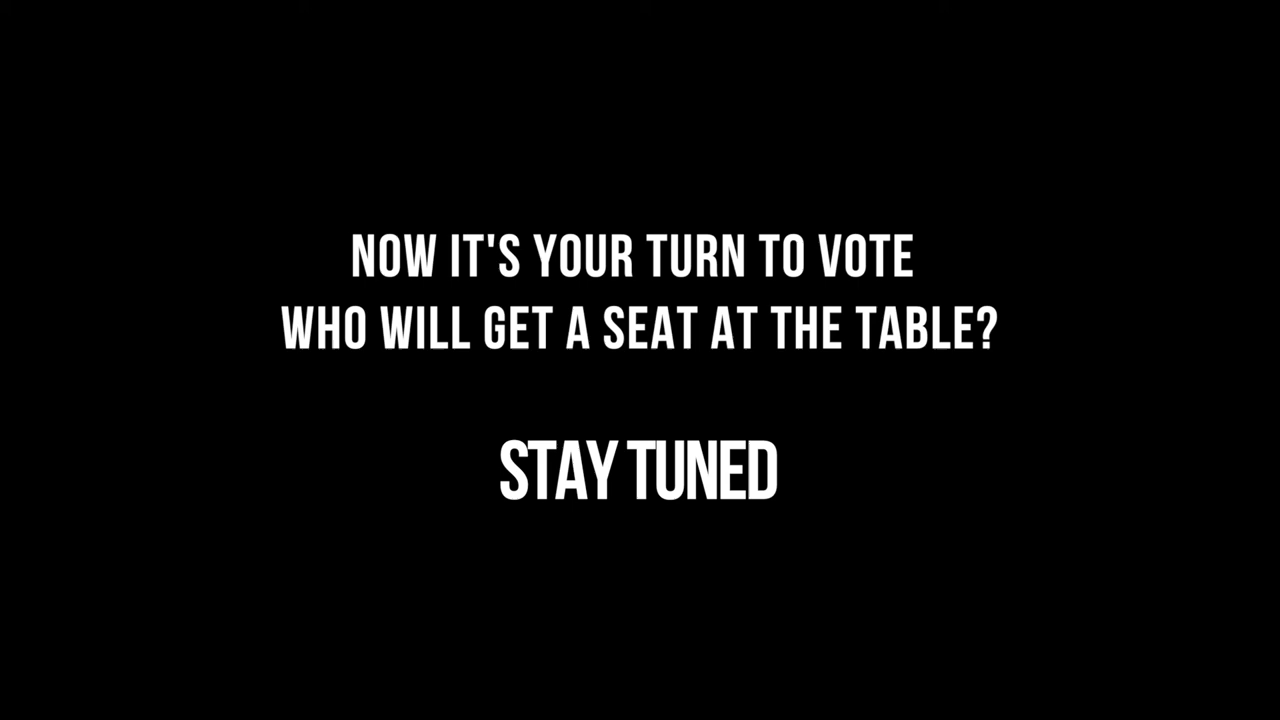 NOW IT'S YOUR TURN TO VOTE
WHO WILL GET A SEAT AT THE TABLE?
STAY TUNED